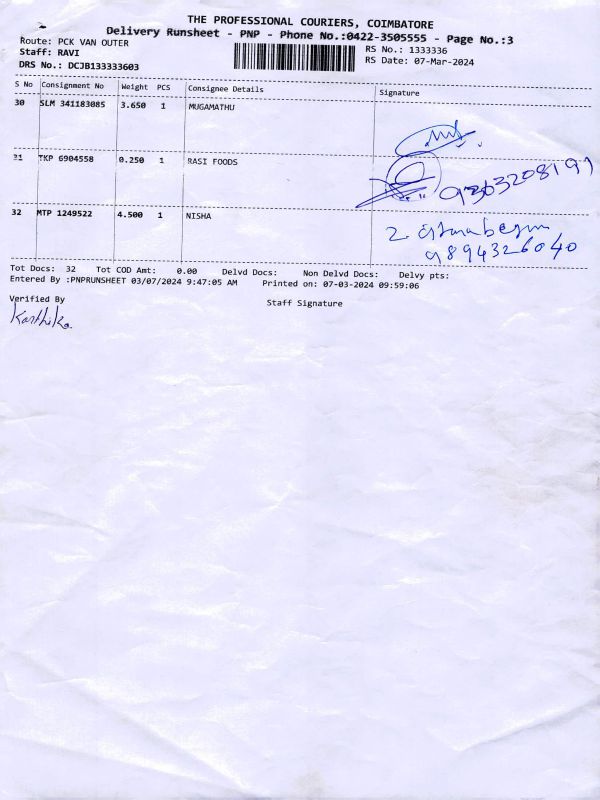 THE PROFESSIONAL COURIERS, COIMBATORE
Delivery Runsheet - PNP - Phone No.:0422-3505555 - Page No.:3
Route: PCK VAN OUTER
RS No.: 1333336
Staff: RAVI
RS Date: 07-Mar-2024
DRS No.: DCJB133333603
S No Consignment No Weight PCS Consignee Details Signature
30 SLM 341183085 3.650 1 MUGAMATHU
31 TKP 6904558 0.250 1 RASI FOODS
9363208191
32 MTP 1249522 4.500 1 NISHA
9894326040
Tot Docs: 32 Tot COD Amt: 0.00 Delvd Docs: Non Delvd Docs: Delvy pts:
Entered By :PNPRUNSHEET 03/07/2024 9:47:05 AM Printed on: 07-03-2024 09:59:06
Verified By Staff Signature
Karthika